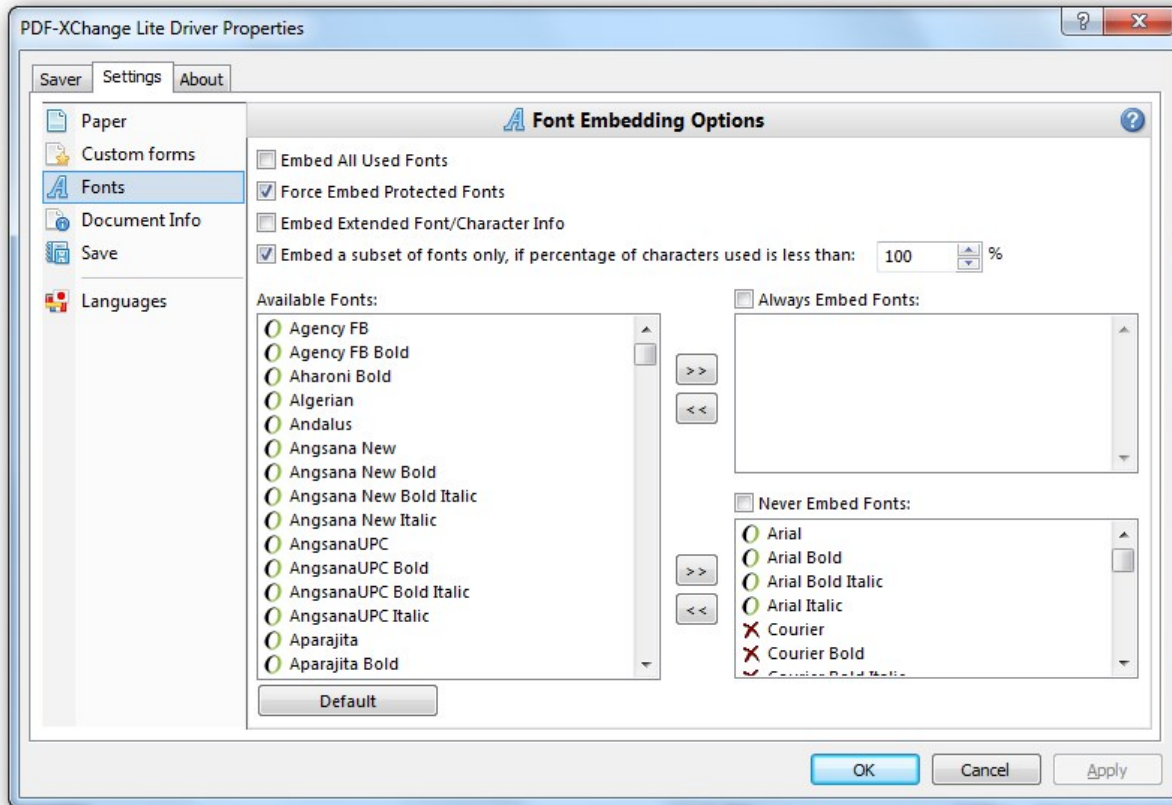 PDF-XChange Lite Driver Properties
Saver Settings About
Paper
Custom forms
Fonts
Document Info
Save
Languages
Font Embedding Options
Embed All Used Fonts
Force Embed Protected Fonts
Embed Extended Font/Character Info
Embed a subset of fonts only, if percentage of characters used is less than: 100 %
Available Fonts:
Agency FB
Agency FB Bold
Aharoni Bold
Algerian
Andalus
Angsana New
Angsana New Bold
Angsana New Bold Italic
Angsana New Italic
AngsanaUPC
AngsanaUPC Bold
AngsanaUPC Bold Italic
AngsanaUPC Italic
Aparajita
Aparajita Bold
Default
>>
<<
Always Embed Fonts:
>>
<<
Never Embed Fonts:
Arial
Arial Bold
Arial Bold Italic
Arial Italic
Courier
Courier Bold
Courier Bold Italic
OK Cancel Apply